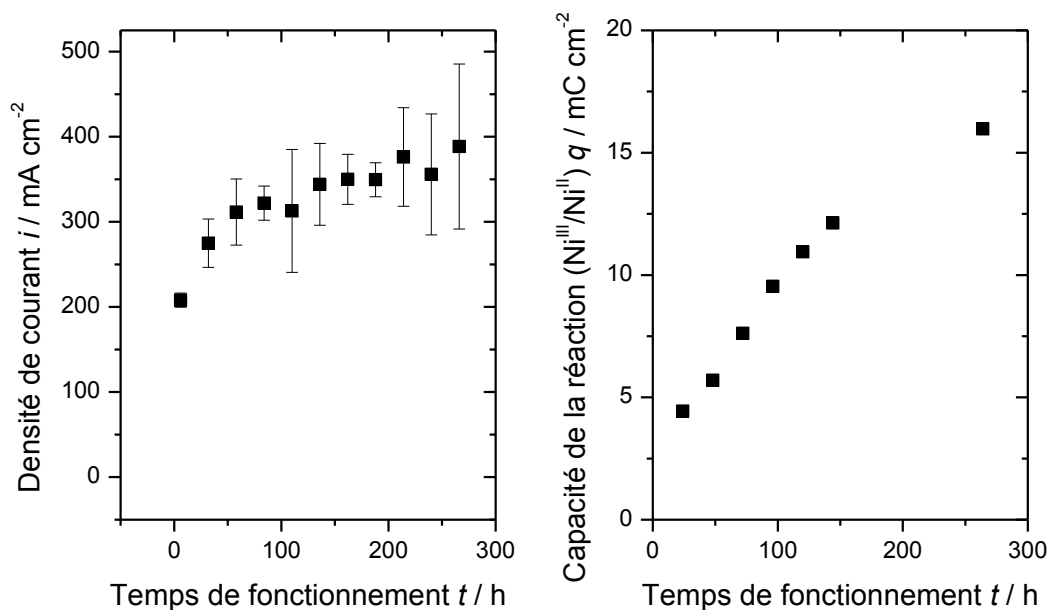 Densité de courant i / mA cm-2
500
400
300
200
100
0
0 100 200 300
Temps de fonctionnement t / h
Capacité de la réaction (NiIII/NiII) q / mC cm-2
20
15
10
5
0
0 100 200 300
Temps de fonctionnement t / h